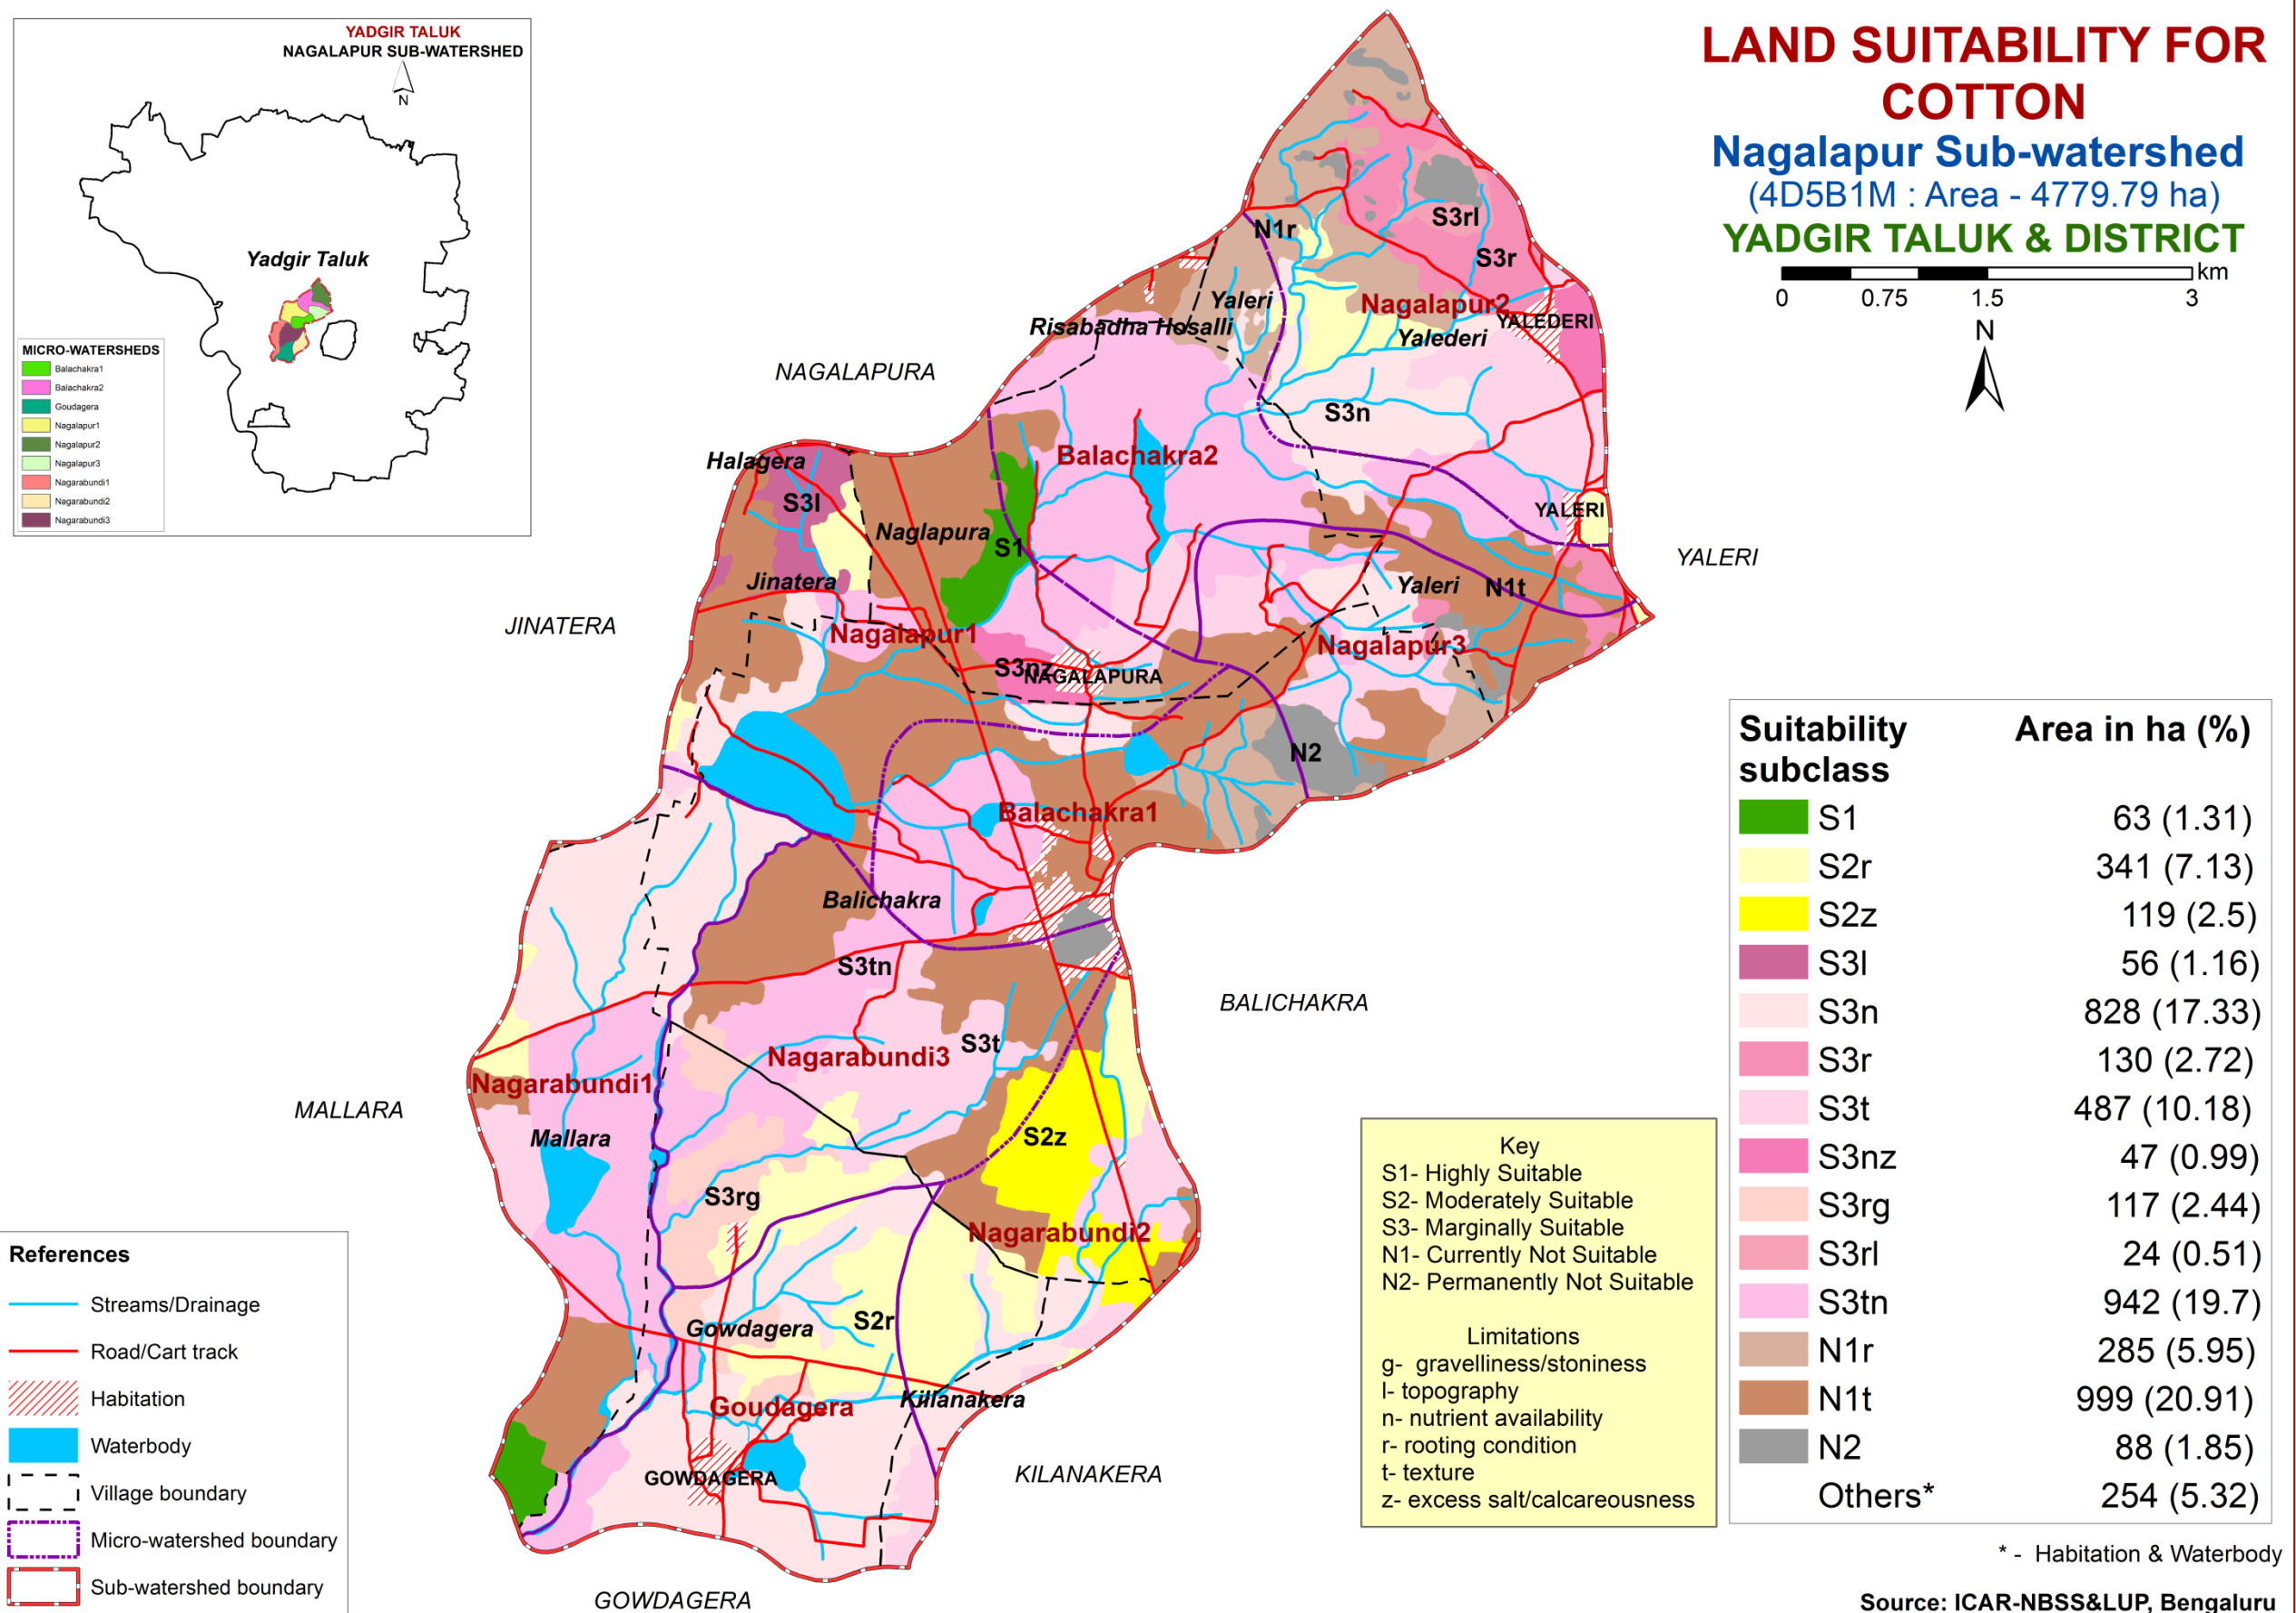 YADGIR TALUK
NAGALAPUR SUB-WATERSHED
N
Yadgir Taluk
MICRO-WATERSHEDS
Balachakra1
Balachakra2
Goudagera
Nagalapur1
Nagalapur2
Nagalapur3
Nagarabundi1
Nagarabundi2
Nagarabundi3
LAND SUITABILITY FOR
COTTON
Nagalapur Sub-watershed
(4D5B1M : Area - 4779.79 ha)
YADGIR TALUK & DISTRICT
km
0 0.75 1.5 3
N
S3rl
N1r
S3r
Yaleri
Nagalapur2
YALEDERI
Risabadha Hosalli
Yalederi
NAGALAPURA
S3n
Balachakra2
Halagera
S3l
YALERI
Naglapura
S1
YALERI
Jinatera
Yaleri
N1t
JINATERA
Nagalapur1
Nagalapur3
S3nz
NAGALAPURA
N2
Balachakra1
Balichakra
S3tn
BALICHAKRA
S3t
Nagarabundi3
Nagarabundi1
MALLARA
Mallara
S2z
S3rg
Nagarabundi2
S2r
Gowdagera
Killanakera
Goudagera
GOWDAGERA
KILANAKERA
GOWDAGERA
References
Streams/Drainage
Road/Cart track
Habitation
Waterbody
Village boundary
Micro-watershed boundary
Sub-watershed boundary
Key
S1- Highly Suitable
S2- Moderately Suitable
S3- Marginally Suitable
N1- Currently Not Suitable
N2- Permanently Not Suitable
Limitations
g- gravelliness/stoniness
l- topography
n- nutrient availability
r- rooting condition
t- texture
z- excess salt/calcareousness
Suitability subclass Area in ha (%)
S1 63 (1.31)
S2r 341 (7.13)
S2z 119 (2.5)
S3l 56 (1.16)
S3n 828 (17.33)
S3r 130 (2.72)
S3t 487 (10.18)
S3nz 47 (0.99)
S3rg 117 (2.44)
S3rl 24 (0.51)
S3tn 942 (19.7)
N1r 285 (5.95)
N1t 999 (20.91)
N2 88 (1.85)
Others* 254 (5.32)
* - Habitation & Waterbody
Source: ICAR-NBSS&LUP, Bengaluru